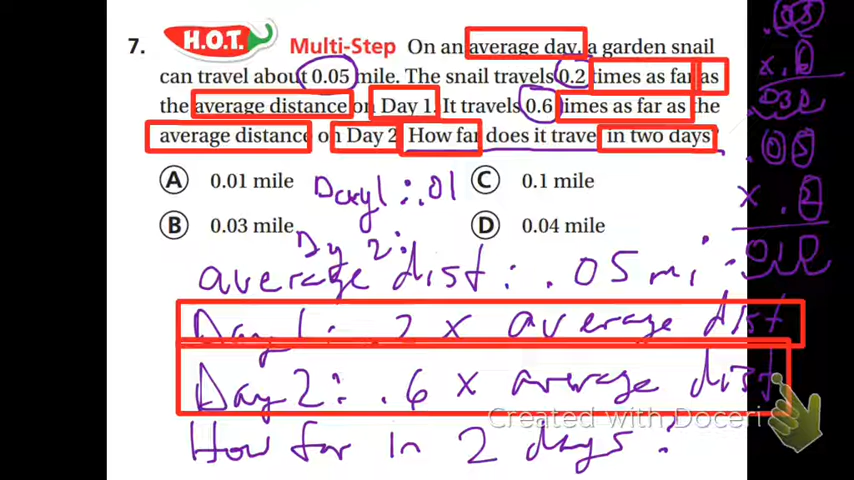 7. H.O.T. Multi-Step On an average day, a garden snail
can travel about 0.05 mile. The snail travels 0.2 times as far as
the average distance on Day 1. It travels 0.6 times as far as the
average distance on Day 2. How far does it travel in two days?
A 0.01 mile
C 0.1 mile
B 0.03 mile
D 0.04 mile
Day 1: .01
Dy 2:
average dist: .05 mi
Day 1: .2 x average dist
Day 2: .6 x average dist
Created with Doceri
How far in 2 days?
.05
x .6
.030
.05
x .2
.010